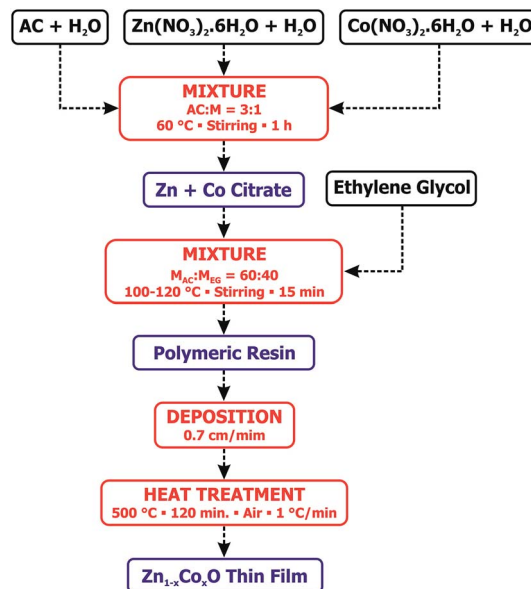 AC + H₂O
Zn(NO₃)₂.6H₂O + H₂O
Co(NO₃)₂.6H₂O + H₂O
MIXTURE
AC:M = 3:1
60 °C ▪ Stirring ▪ 1 h
Zn + Co Citrate
Ethylene Glycol
MIXTURE
M_AC:M_EG = 60:40
100-120 °C ▪ Stirring ▪ 15 min
Polymeric Resin
DEPOSITION
0.7 cm/mim
HEAT TREATMENT
500 °C ▪ 120 min. ▪ Air ▪ 1 °C/min
Zn₁₋ₓCoₓO Thin Film